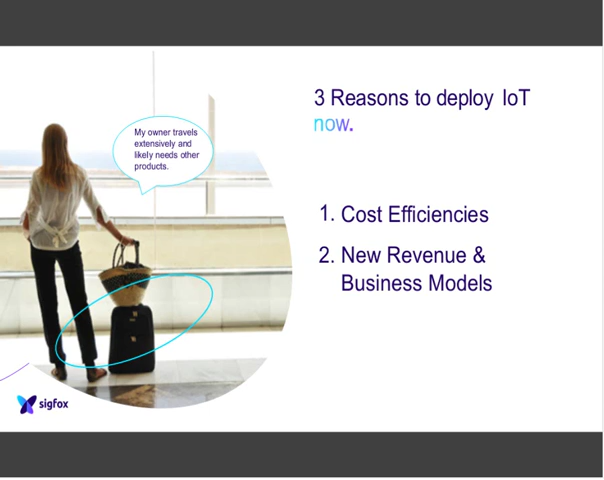 3 Reasons to deploy IoT
now.
My owner travels
extensively and
likely needs other
products.
1. Cost Efficiencies
2. New Revenue &
Business Models
sigfox